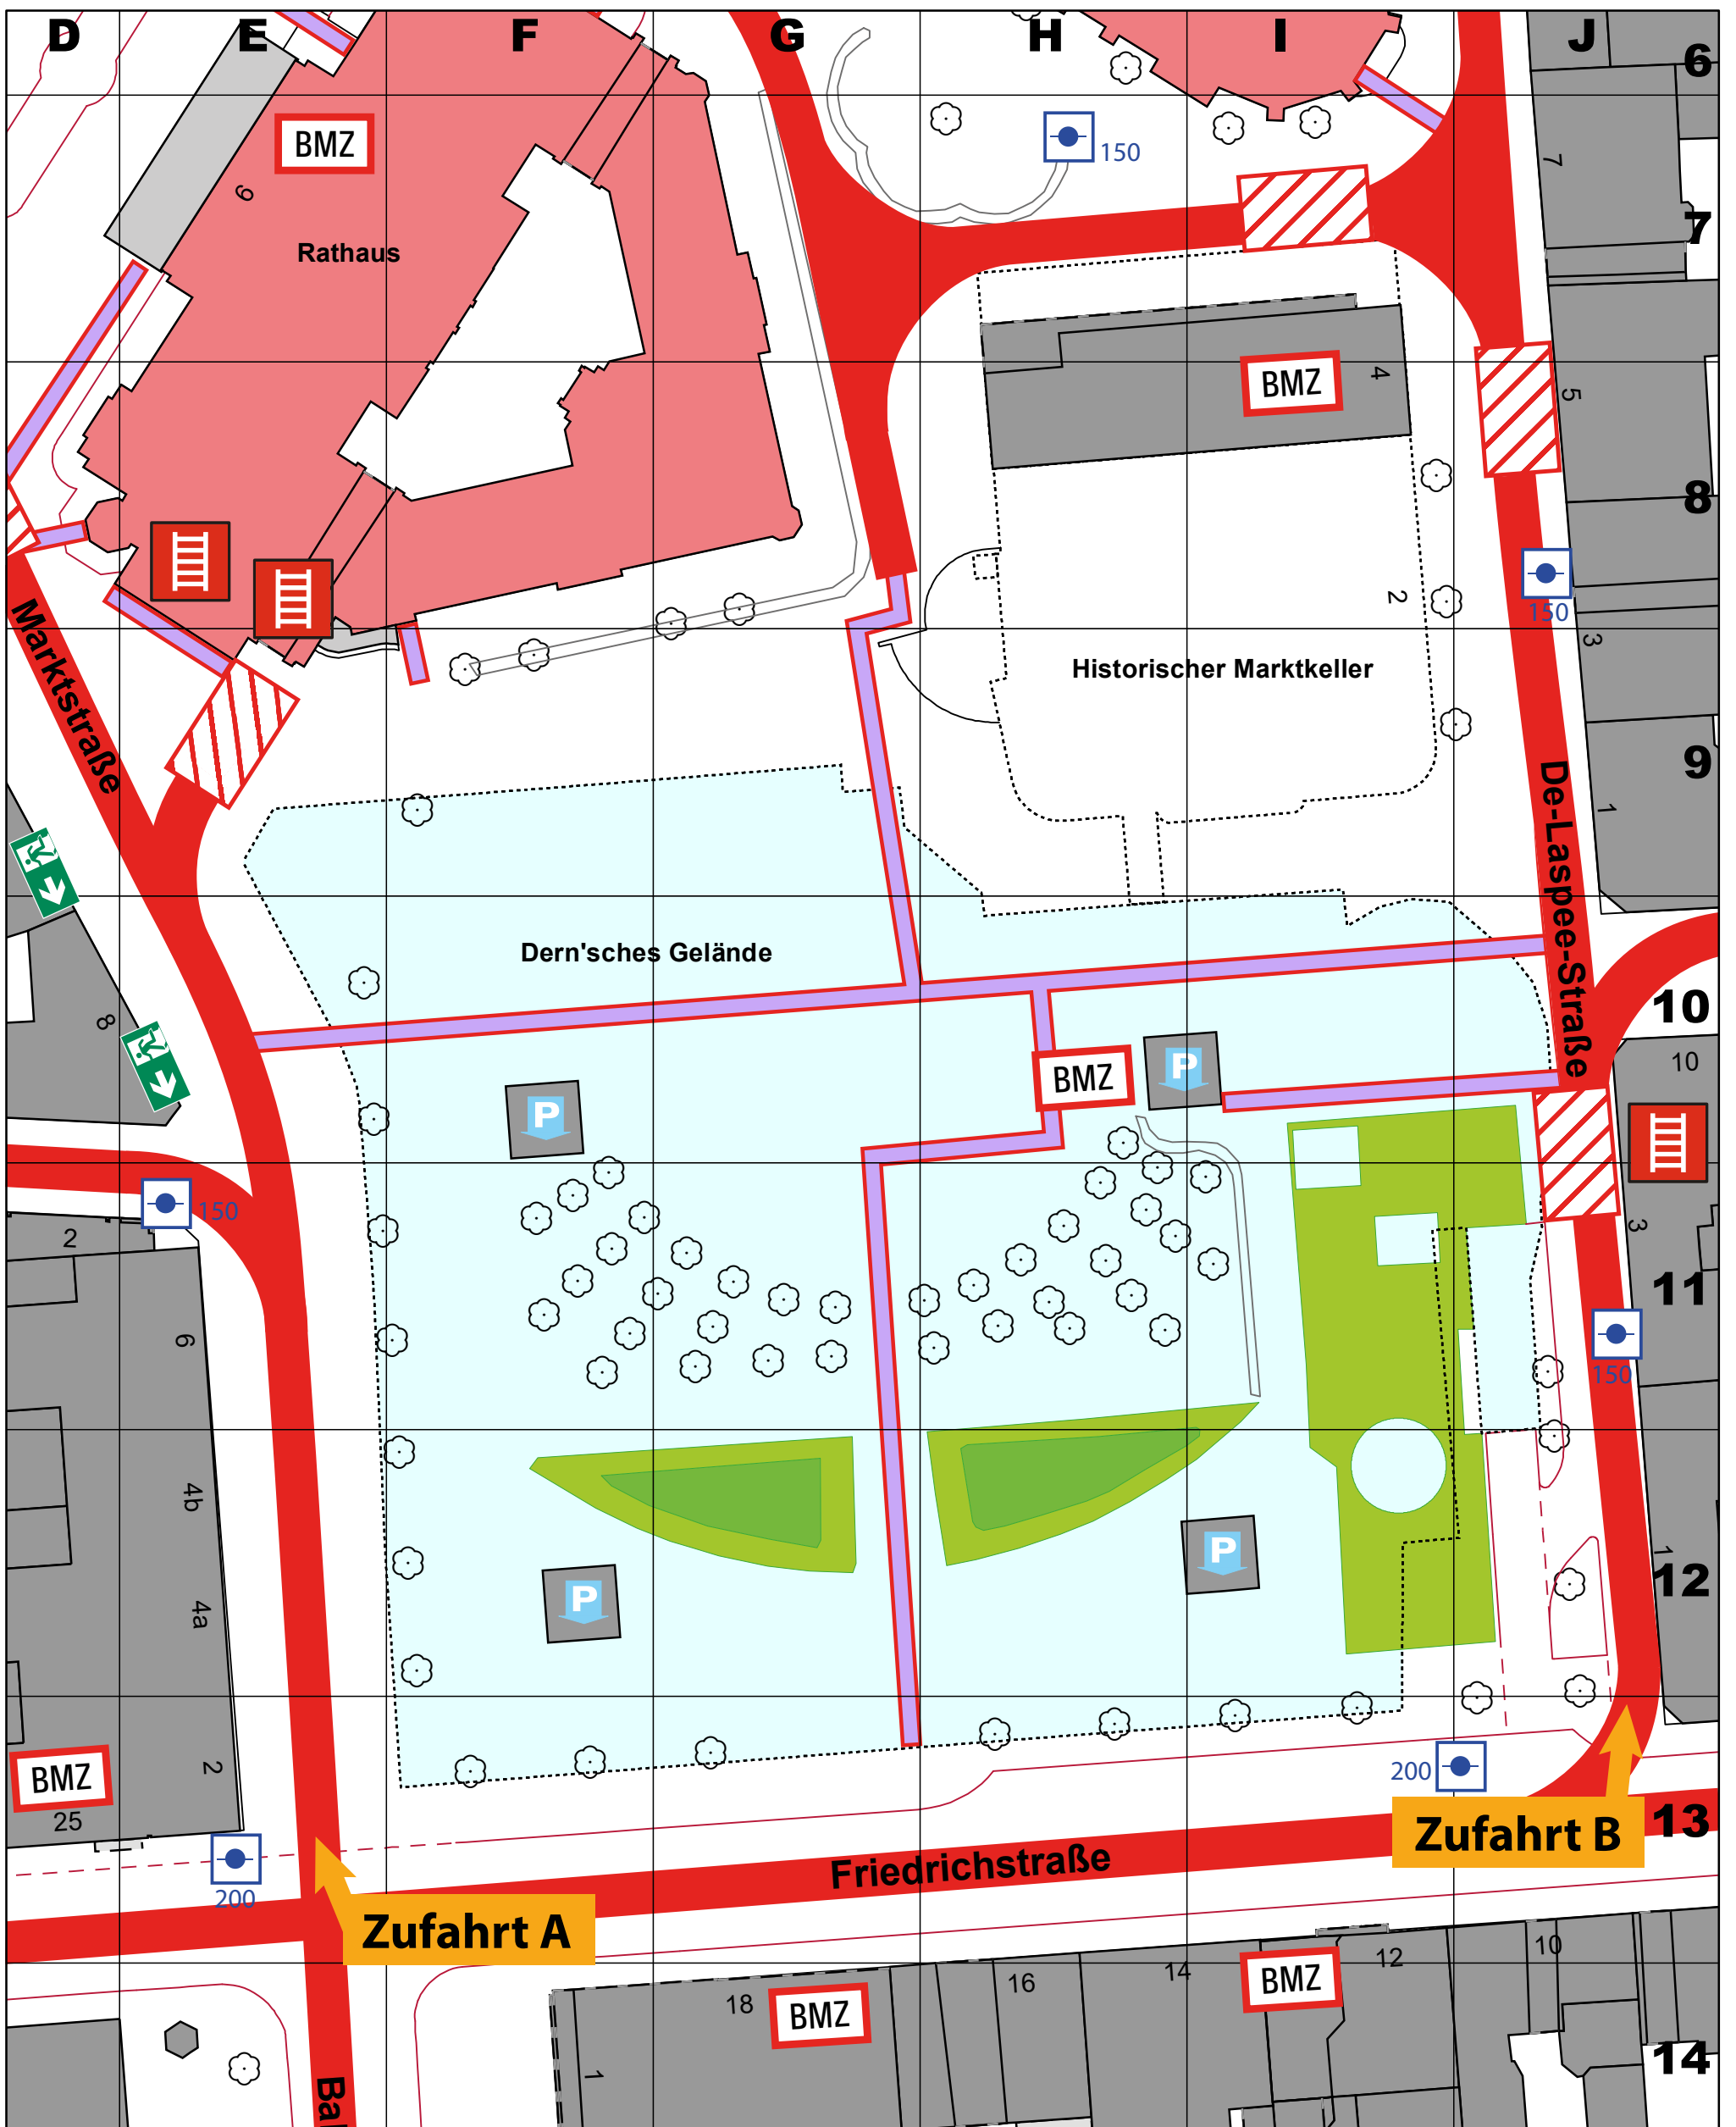 D E F G H I J
6
BMZ
150
7
9
Rathaus
7
BMZ
4
5
8
2
150
3
Historischer Marktkeller
Marktstraße
9
1
De-Laspee-Straße
Dern'sches Gelände
10
8
10
BMZ
P
P
150
2
3
11
6
150
4b
1
12
P
4a
P
2
BMZ
200
25
Zufahrt B
13
Friedrichstraße
200
Zufahrt A
10
12
14
16
BMZ
18
BMZ
14
1